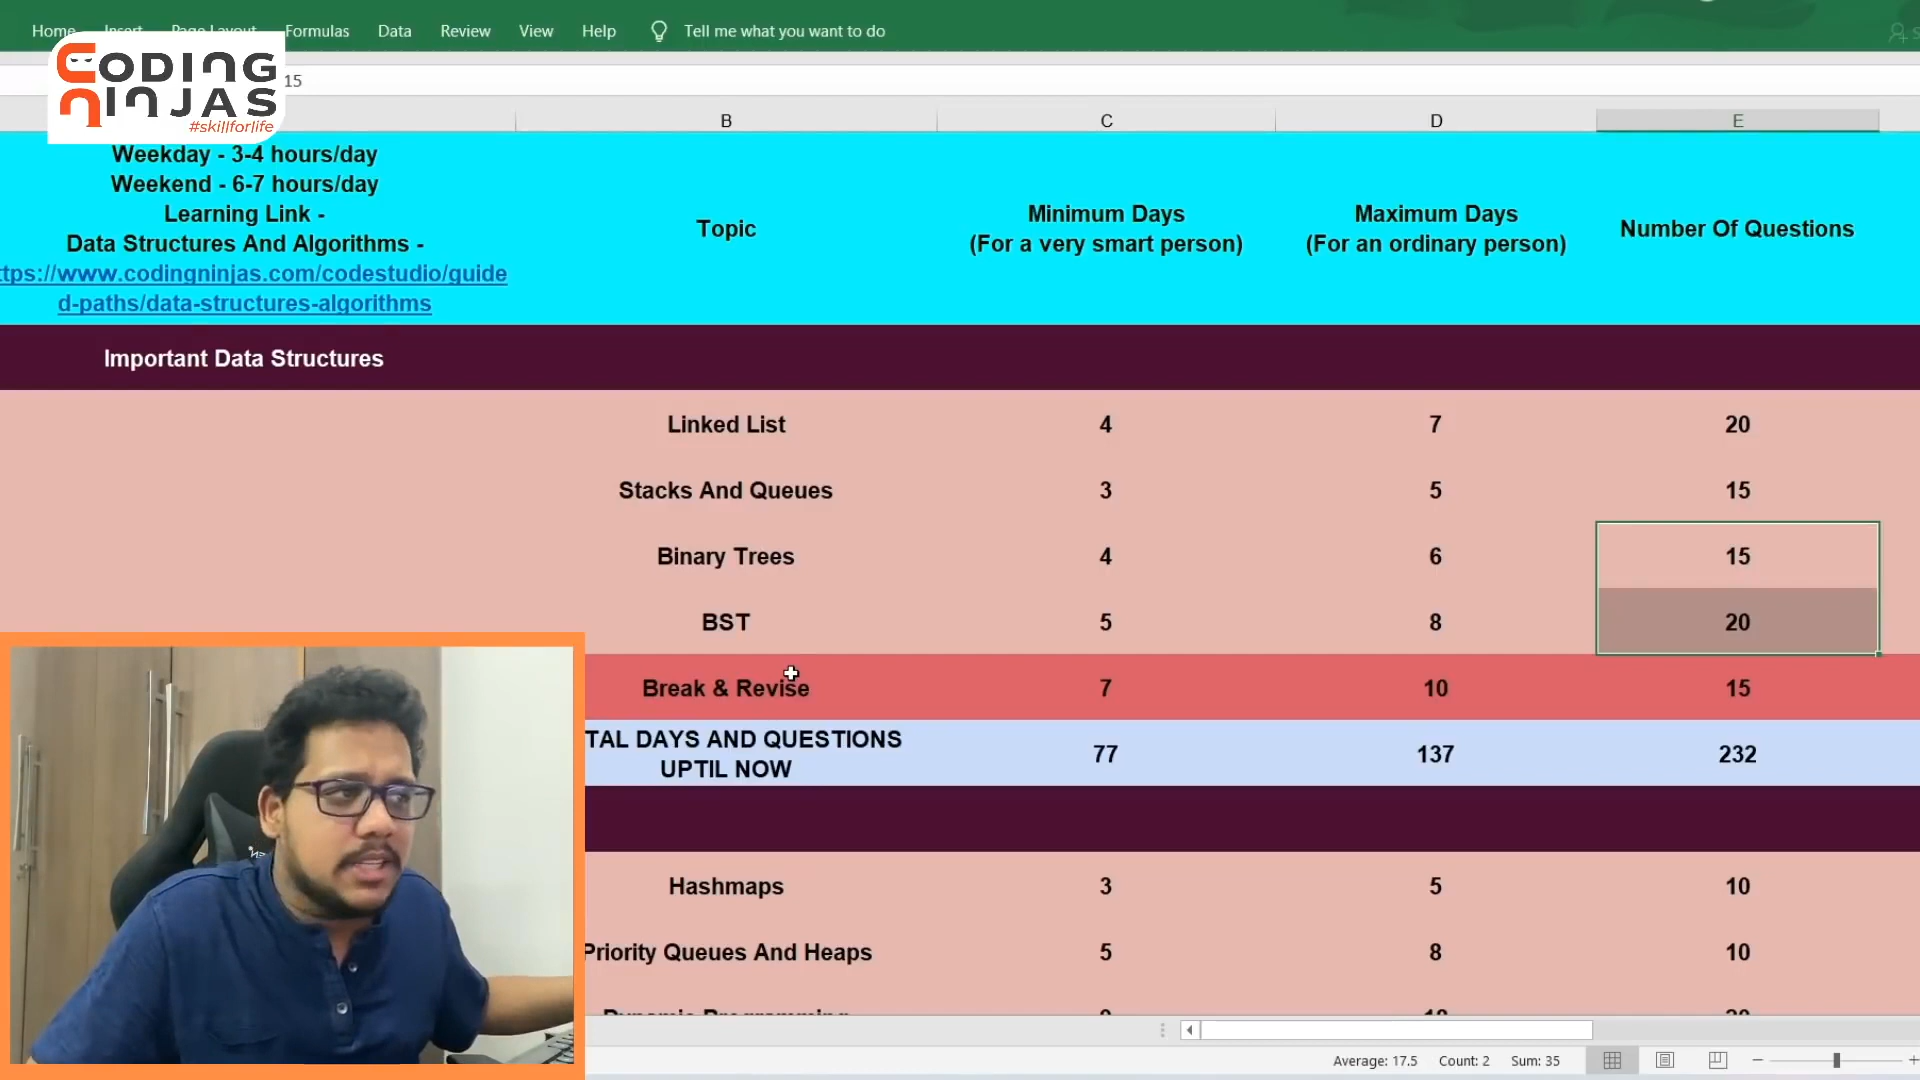 Home Insert Page Layout Formulas Data Review View Help Tell me what you want to do
CODING
NINJAS
#skillforlife
15
B C D E
Weekday - 3-4 hours/day
Weekend - 6-7 hours/day
Learning Link -
Data Structures And Algorithms -
ttps://www.codingninjas.com/codestudio/guide
d-paths/data-structures-algorithms
Topic
Minimum Days
(For a very smart person)
Maximum Days
(For an ordinary person)
Number Of Questions
Important Data Structures
Linked List 4 7 20
Stacks And Queues 3 5 15
Binary Trees 4 6 15
BST 5 8 20
Break & Revise 7 10 15
TAL DAYS AND QUESTIONS
UPTIL NOW
77 137 232
Hashmaps 3 5 10
Priority Queues And Heaps 5 8 10
Dynamic Programming
Average: 17.5 Count: 2 Sum: 35